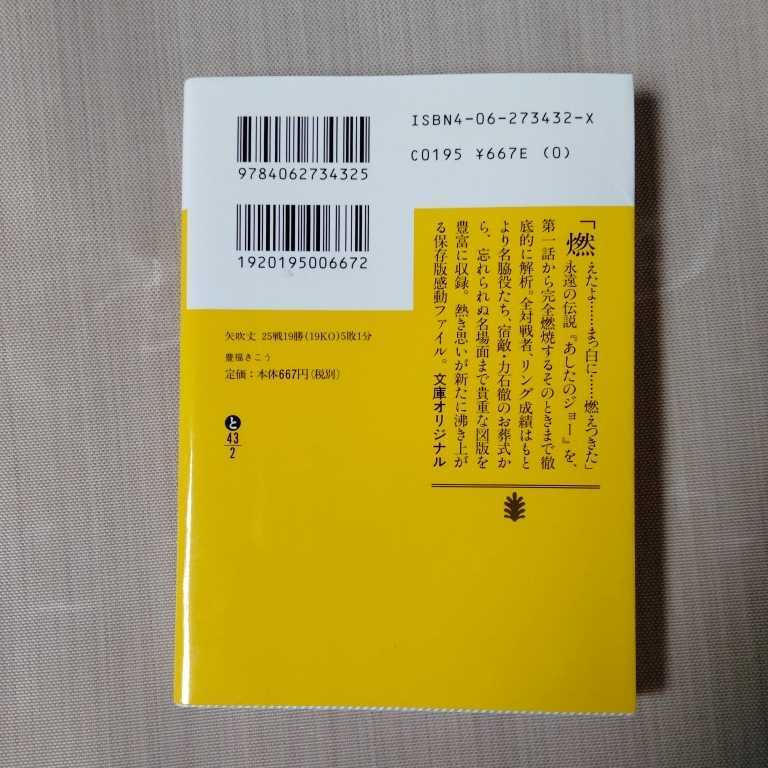 ISBN4-06-273432-X
C0195 ¥667E (0)
9784062734325
1920195006672
「燃えたよ……まっ白に……燃えつきた」
永遠の伝説『あしたのジョー』を、
第一話から完全燃焼するそのときまで徹
底的に解析。全対戦者、リング成績はもと
より名脇役たち、宿敵・力石徹のお葬式か
ら、忘れられぬ名場面まで貴重な図版を
豊富に収録。熱き思いが新たに沸き上が
る保存版感動ファイル。文庫オリジナル
矢吹丈 25戦19勝(19KO)5敗1分
豊福きこう
定価：本体667円(税別)
と
43
2